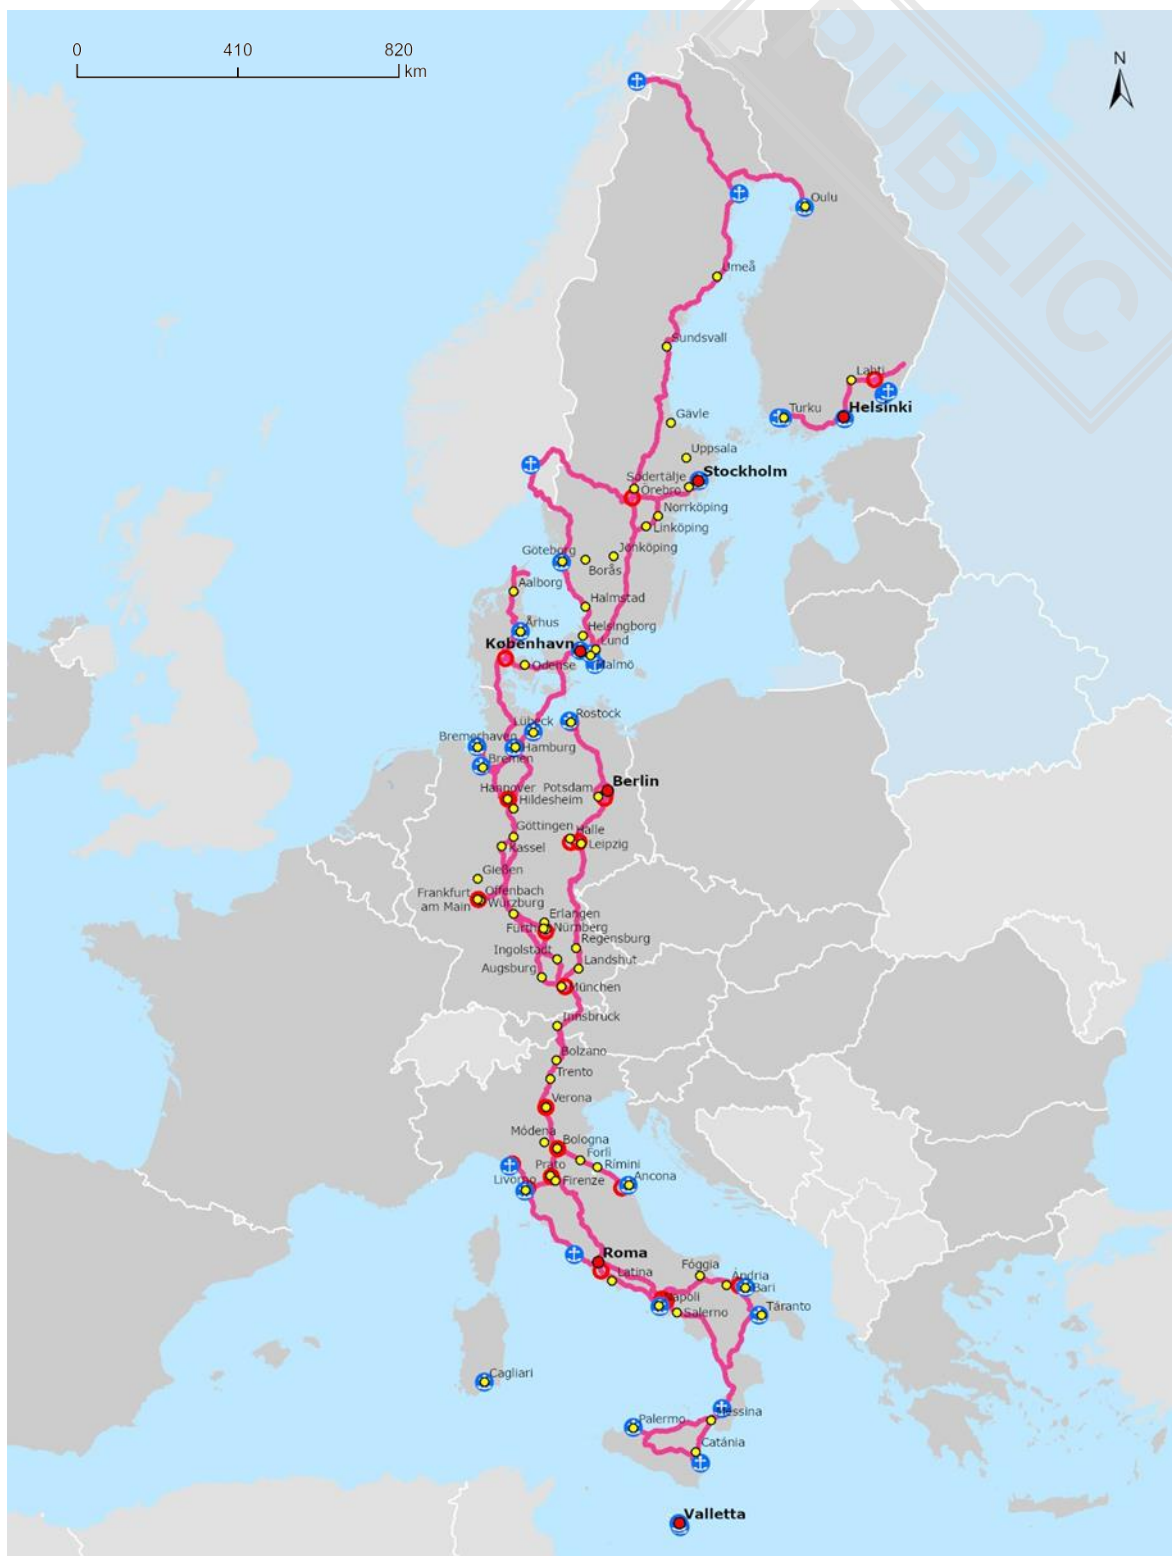 0 410 820
km
N
PUBLIC
Oulu
Umeå
Sundsvall
Lahti
Helsinki
Turku
Gävle
Uppsala
Stockholm
Södertälje
Örebro
Norrköping
Linköping
Jönköping
Göteborg
Borås
Aalborg
Halmstad
Århus
Helsingborg
København
Lund
Malmö
Odense
Rostock
Lübeck
Bremerhaven
Hamburg
Bremen
Berlin
Hannover
Potsdam
Hildesheim
Göttingen
Halle
Kassel
Leipzig
Gießen
Frankfurt
am Main
Offenbach
Würzburg
Erlangen
Fürth
Nürnberg
Regensburg
Ingolstadt
Landshut
Augsburg
München
Innsbruck
Bolzano
Trento
Verona
Módena
Bologna
Forlì
Rímini
Prato
Livorno
Firenze
Ancona
Roma
Latina
Fóggia
Ándria
Bari
Napoli
Salerno
Táranto
Cagliari
Palermo
Messina
Catánia
Valletta